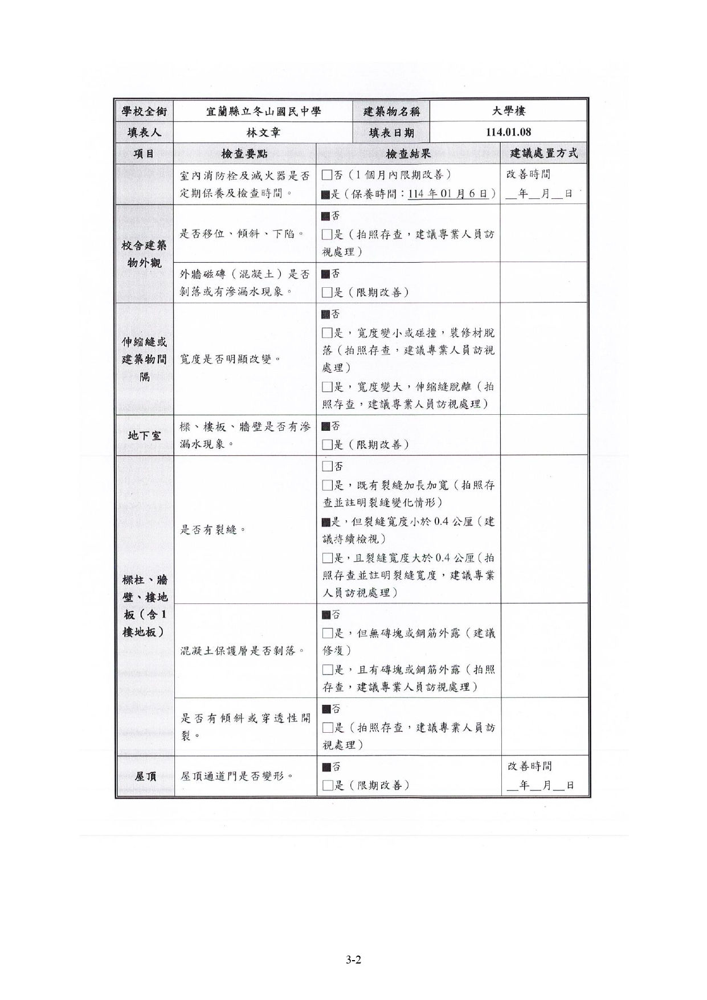 學校全銜 宜蘭縣立冬山國民中學 建築物名稱 大學樓
填表人 林文章 填表日期 114.01.08
項目 檢查要點 檢查結果 建議處置方式
室內消防栓及滅火器是否
定期保養及檢查時間。
□否（1個月內限期改善）
■是（保養時間：114 年 01 月 6 日）
改善時間
__年__月__日
校舍建築
物外觀
是否移位、傾斜、下陷。
■否
□是（拍照存查，建議專業人員訪
視處理）
外牆磁磚（混凝土）是否
剝落或有滲漏水現象。
■否
□是（限期改善）
伸縮縫或
建築物間
隔
寬度是否明顯改變。
■否
□是，寬度變小或碰撞，裝修材脫
落（拍照存查，建議專業人員訪視
處理）
□是，寬度變大，伸縮縫脫離（拍
照存查，建議專業人員訪視處理）
地下室
樑、樓板、牆壁是否有滲
漏水現象。
■否
□是（限期改善）
樑柱、牆
壁、樓地
板（含1
樓地板）
是否有裂縫。
□否
□是，既有裂縫加長加寬（拍照存
查並註明裂縫變化情形）
■是，但裂縫寬度小於 0.4 公厘（建
議持續檢視）
□是，且裂縫寬度大於 0.4 公厘（拍
照存查並註明裂縫寬度，建議專業
人員訪視處理）
混凝土保護層是否剝落。
■否
□是，但無磚塊或鋼筋外露（建議
修復）
□是，且有磚塊或鋼筋外露（拍照
存查，建議專業人員訪視處理）
是否有傾斜或穿透性開
裂。
■否
□是（拍照存查，建議專業人員訪
視處理）
屋頂
屋頂通道門是否變形。
■否
□是（限期改善）
改善時間
__年__月__日
3-2